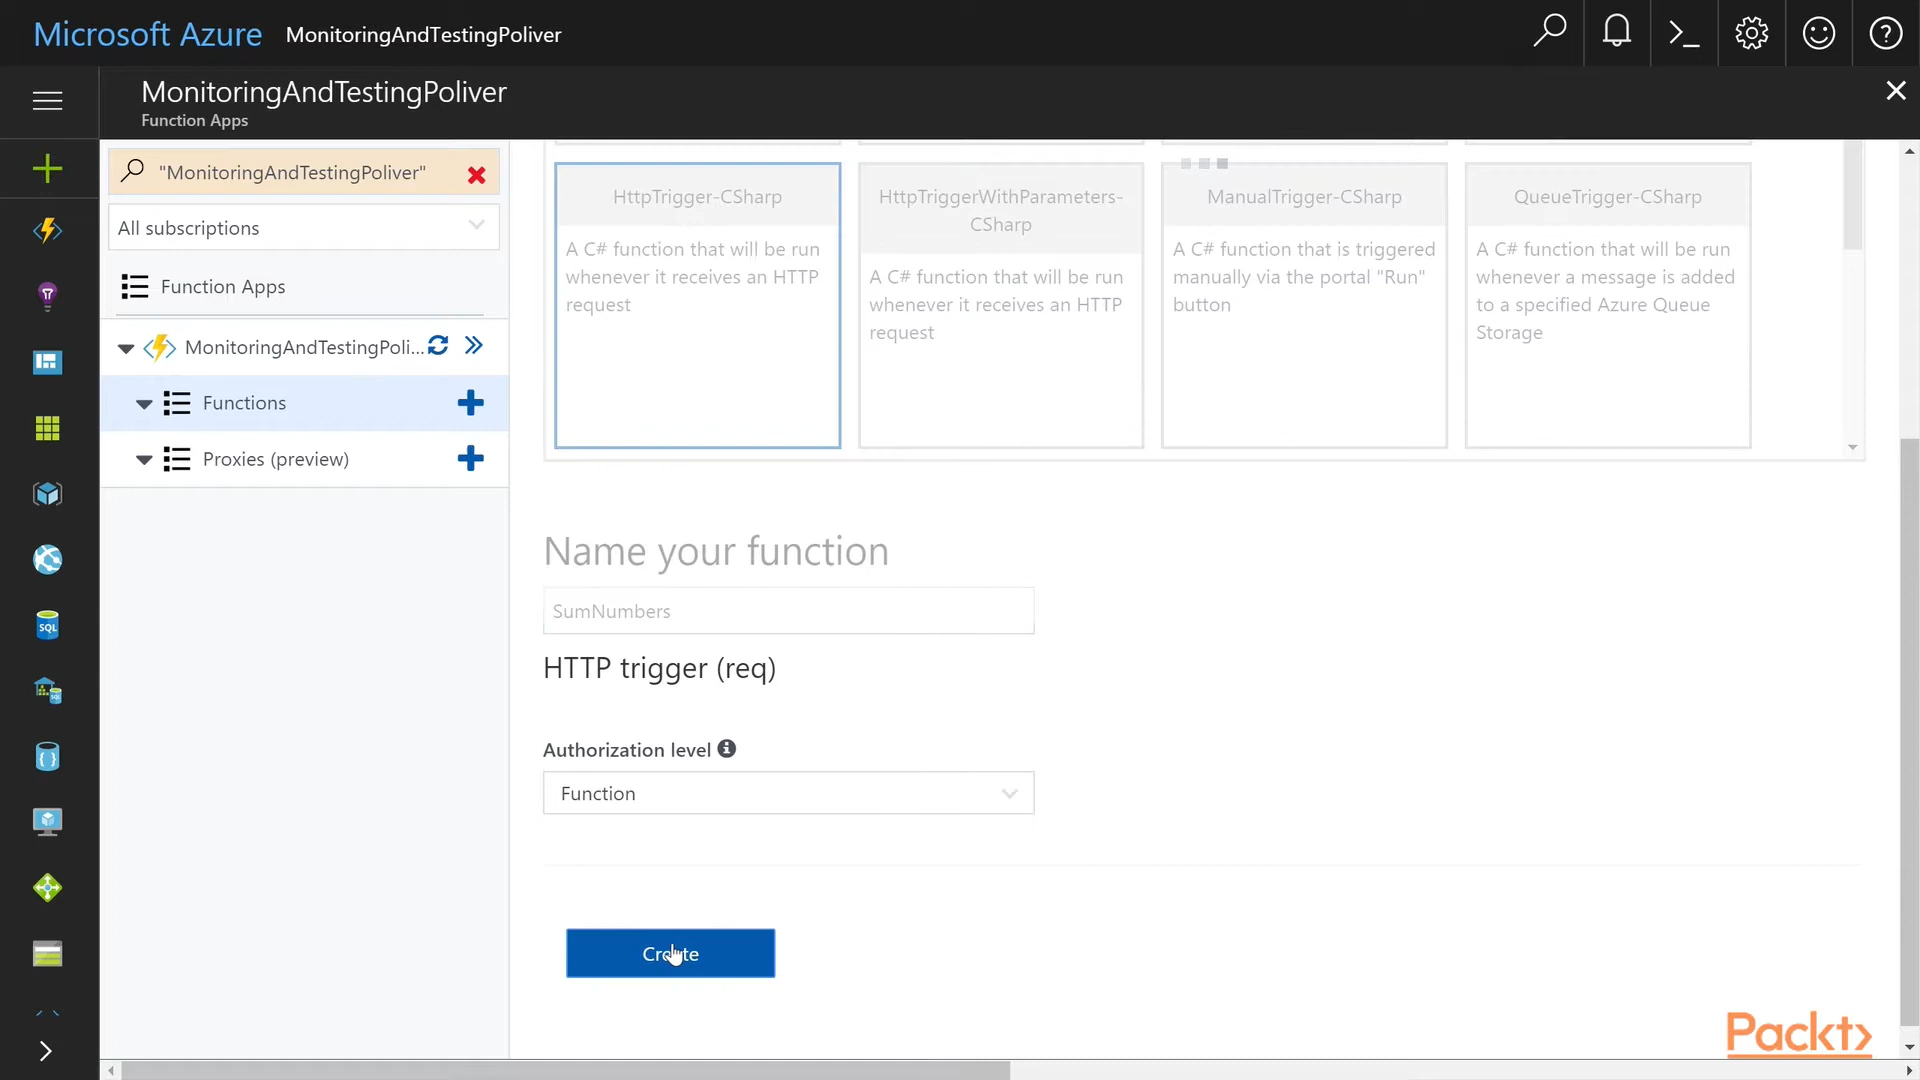 Microsoft Azure MonitoringAndTestingPoliver
MonitoringAndTestingPoliver
Function Apps
"MonitoringAndTestingPoliver"
All subscriptions
Function Apps
MonitoringAndTestingPoli...
Functions
Proxies (preview)
HttpTrigger-CSharp
A C# function that will be run
whenever it receives an HTTP
request
HttpTriggerWithParameters-
CSharp
A C# function that will be run
whenever it receives an HTTP
request
ManualTrigger-CSharp
A C# function that is triggered
manually via the portal "Run"
button
QueueTrigger-CSharp
A C# function that will be run
whenever a message is added
to a specified Azure Queue
Storage
Name your function
SumNumbers
HTTP trigger (req)
Authorization level
Function
Create
SQL
Packt>